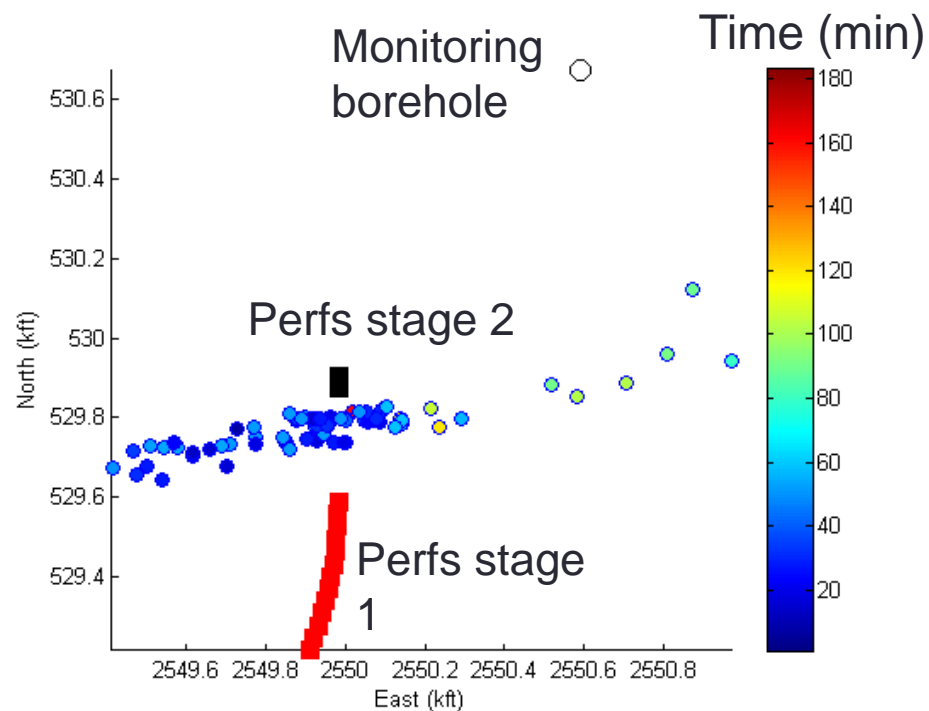 Time (min)
Monitoring
borehole
Perfs stage 2
Perfs stage
1
North (kft)
530.6
530.4
530.2
530
529.8
529.6
529.4
2549.6 2549.8 2550 2550.2 2550.4 2550.6 2550.8
East (kft)
180
160
140
120
100
80
60
40
20